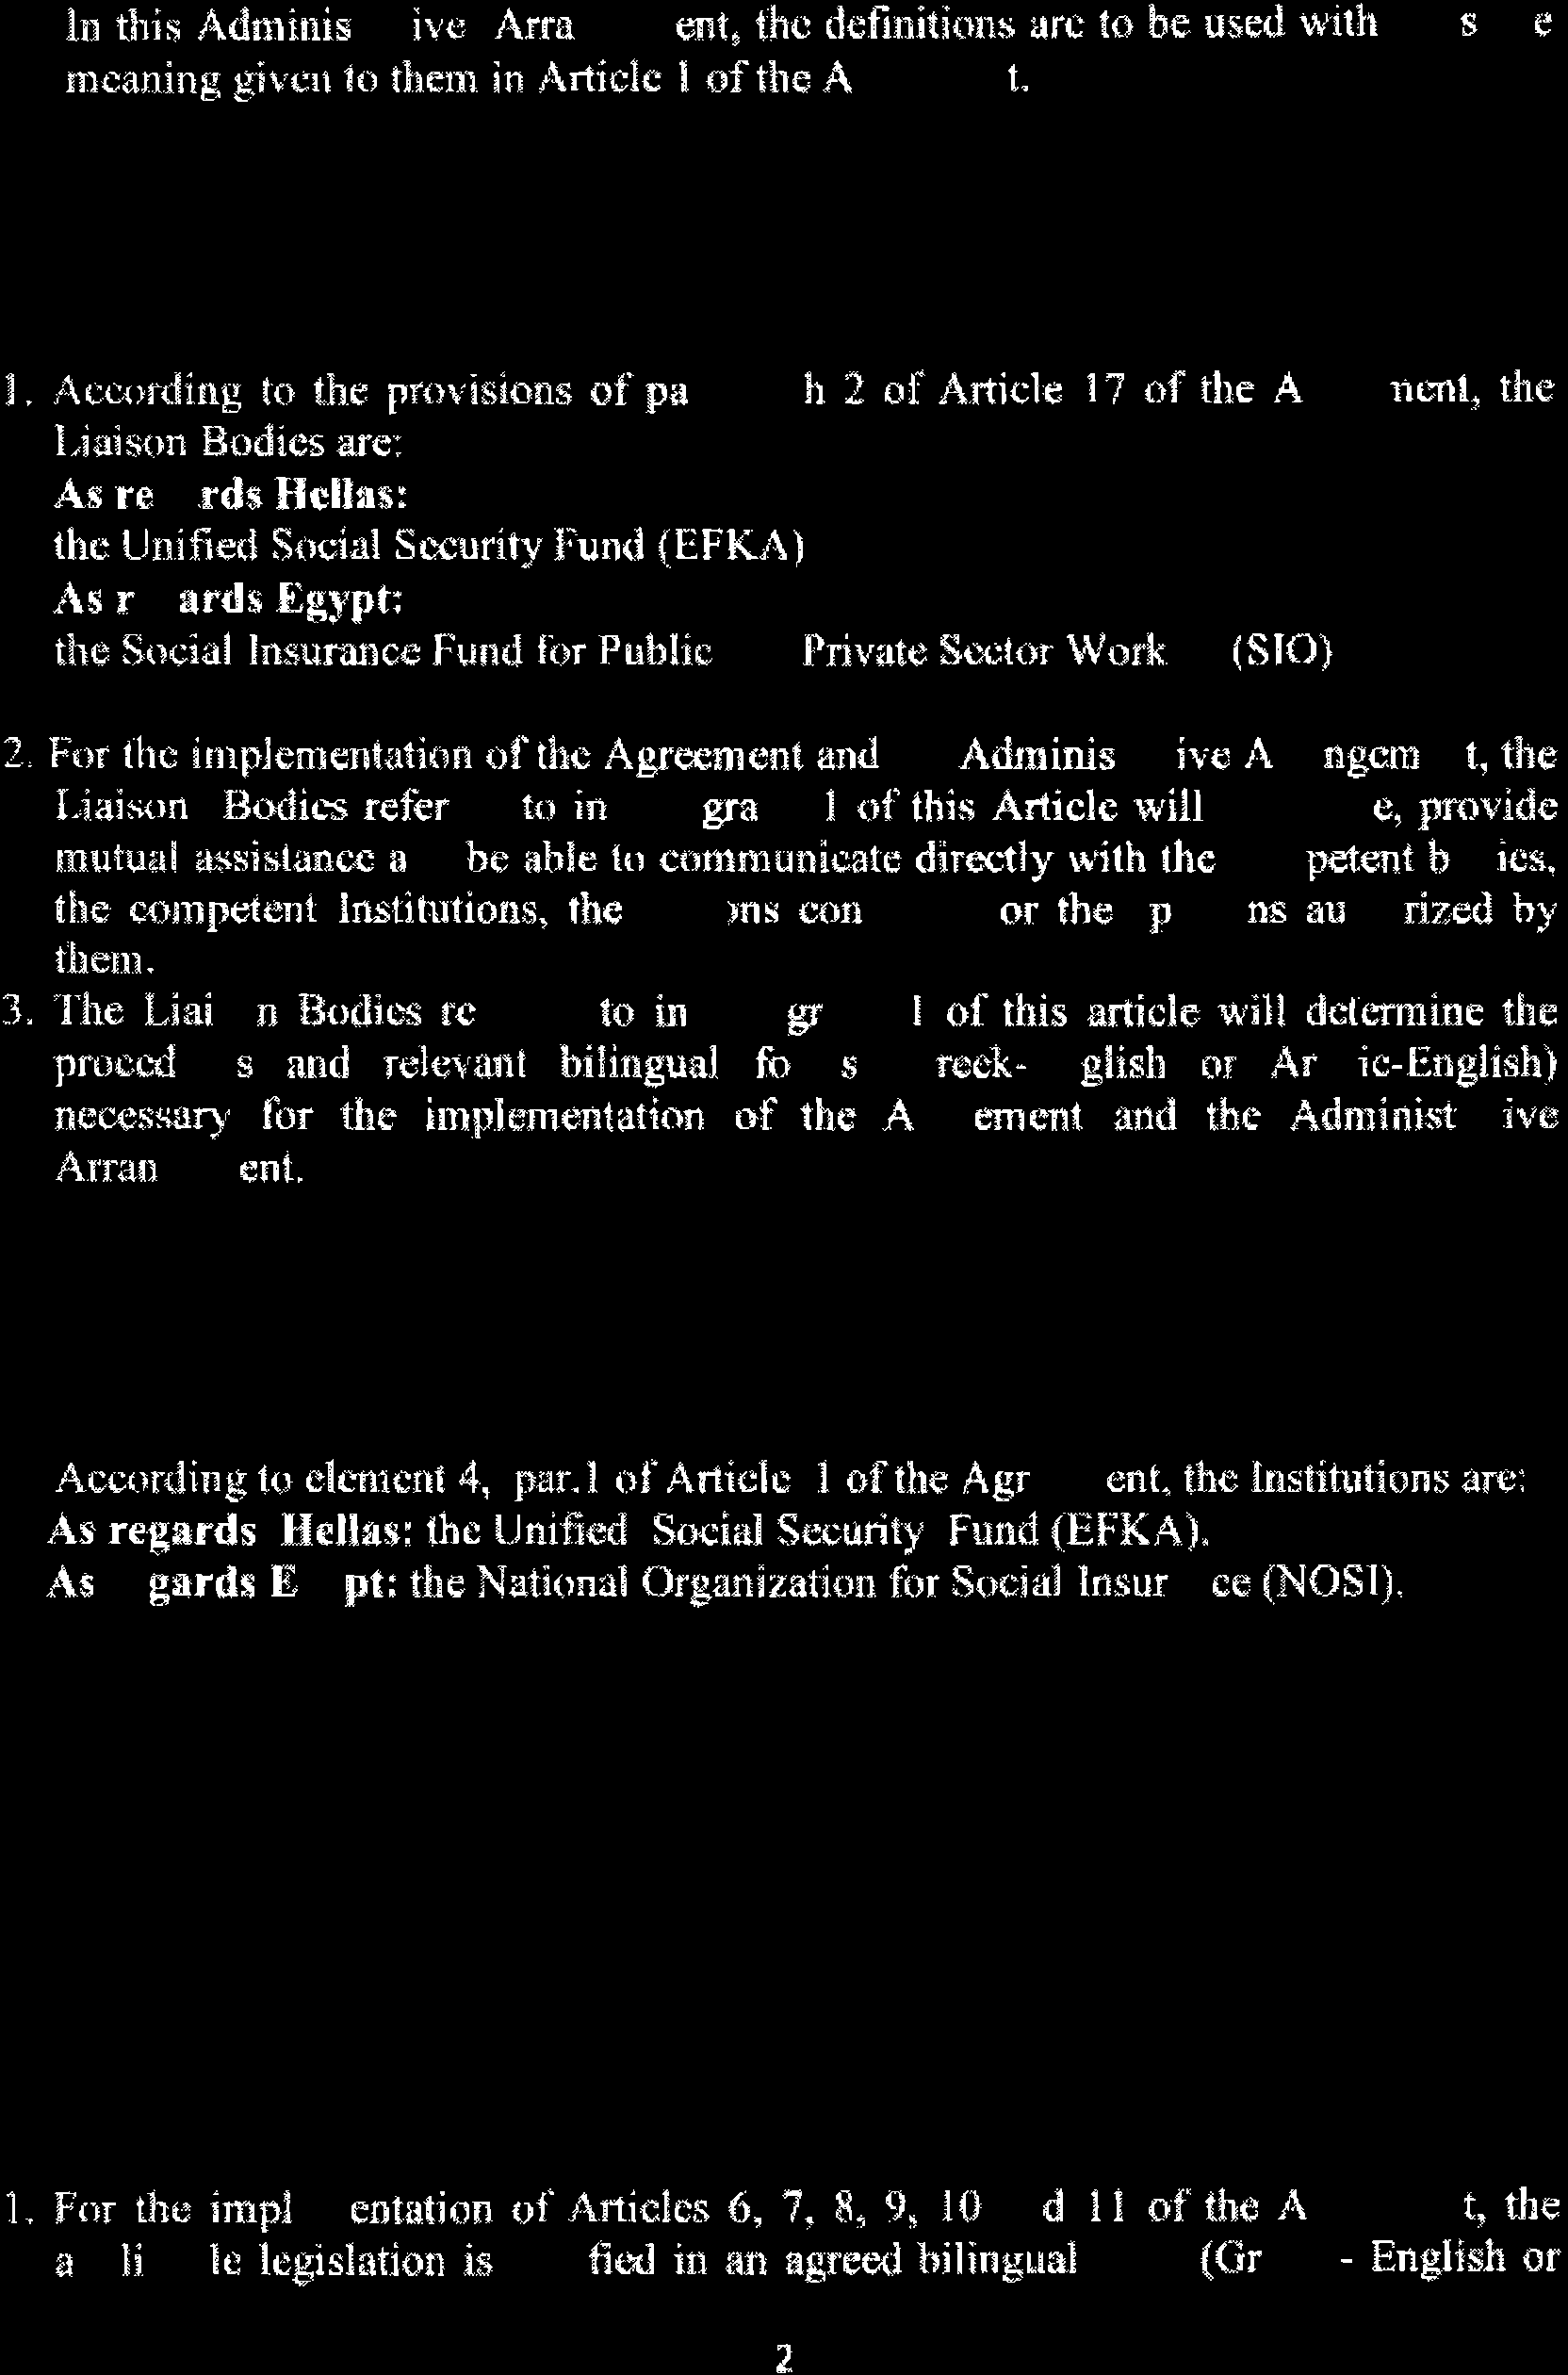 In this Adminis ive Arra ent, the definitions are to be used with s e
meaning given to them in Article 1 of the A t.
1. According to the provisions of pa h 2 of Article 17 of the A ment, the
Liaison Bodies are:
As re rds Hellas:
the Unified Social Security Fund (EFKA)
As r ards Egypt:
the Social Insurance Fund for Public Private Sector Work (SIO)
2. For the implementation of the Agreement and Adminis ive A ngem t, the
Liaison Bodies refer to in gra 1 of this Article will e, provide
mutual assistance a be able to communicate directly with the petent b ies,
the competent Institutions, the ons con or the p ns au rized by
them.
3. The Liai n Bodies re to in gr 1 of this article will determine the
proced s and relevant bilingual fo s reek- glish or Ar ic-English)
necessary for the implementation of the A ement and the Administ ive
Arran ent.
According to element 4, par.1 of Article 1 of the Agr ent, the Institutions are:
As regards Hellas: the Unified Social Security Fund (EFKA).
As gards E pt: the National Organization for Social Insur ce (NOSI).
1. For the impl entation of Articles 6, 7, 8, 9, 10 d 11 of the A t, the
a li le legislation is fied in an agreed bilingual (Gr - English or
2